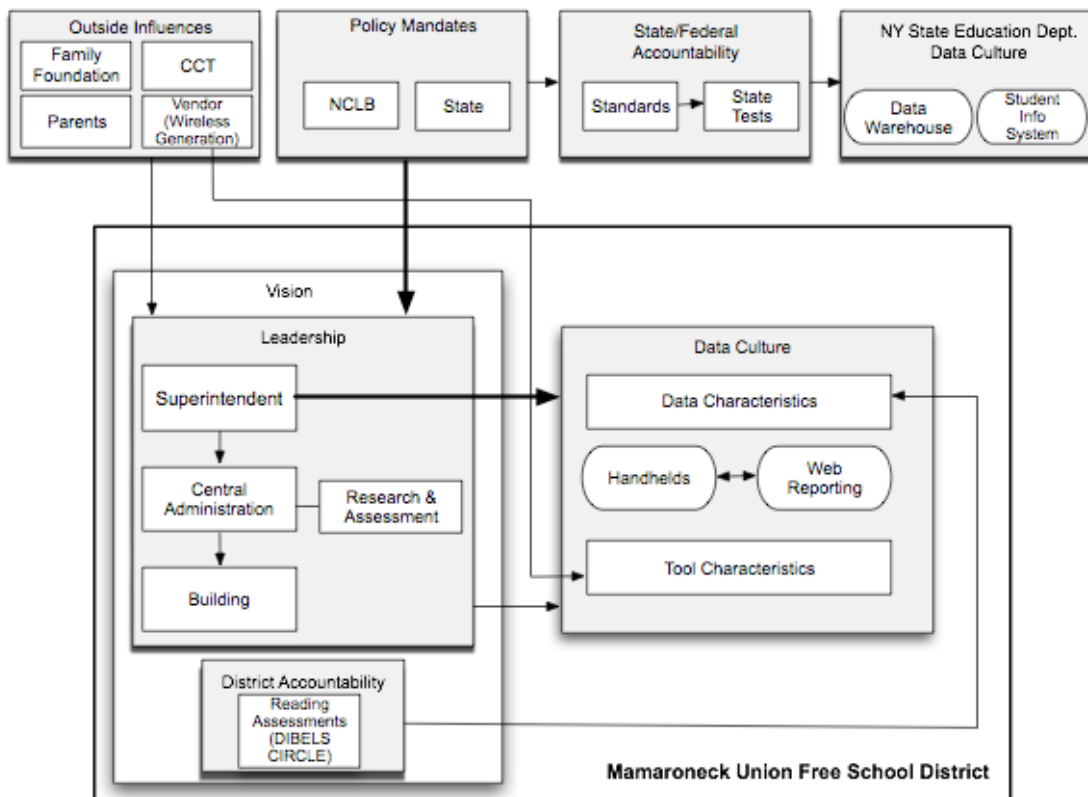 Outside Influences
Family
Foundation
CCT
Parents
Vendor
(Wireless
Generation)
Policy Mandates
NCLB
State
State/Federal
Accountability
Standards
State
Tests
NY State Education Dept.
Data Culture
Data
Warehouse
Student
Info
System
Vision
Leadership
Superintendent
Central
Administration
Research &
Assessment
Building
District Accountability
Reading
Assessments
(DIBELS
CIRCLE)
Data Culture
Data Characteristics
Handhelds
Web
Reporting
Tool Characteristics
Mamaroneck Union Free School District